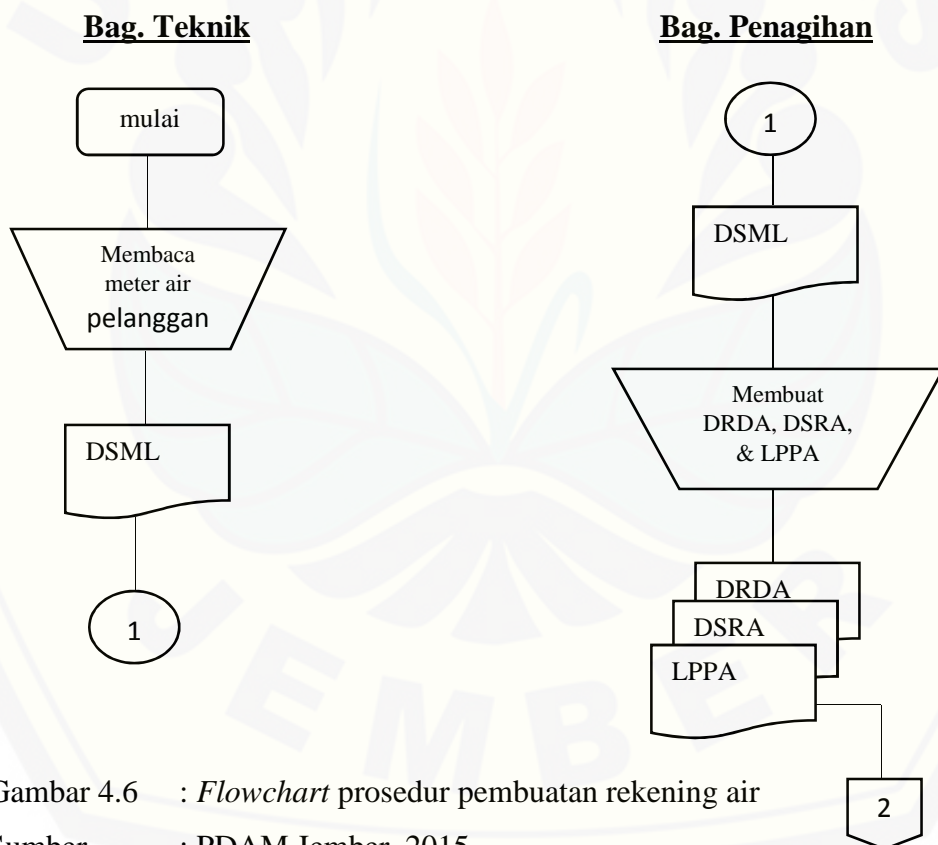 Bag. Teknik
mulai
Membaca
meter air
pelanggan
DSML
1
Bag. Penagihan
1
DSML
Membuat
DRDA, DSRA,
& LPPA
DRDA
DSRA
LPPA
2
Gambar 4.6 : Flowchart prosedur pembuatan rekening air
Sumber : PDAM Jember, 2015
JEMBER